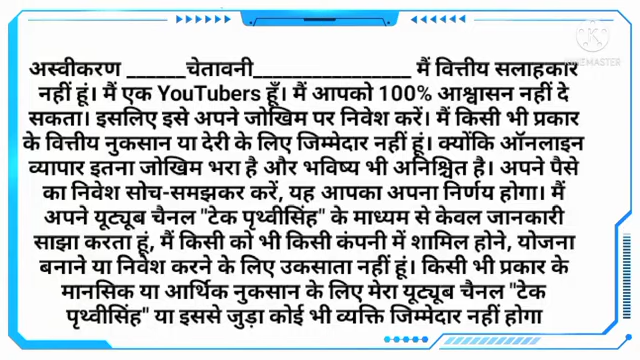 KINEMASTER
अस्वीकरण ______चेतावनी________________ मैं वित्तीय सलाहकार
नहीं हूं। मैं एक YouTubers हूँ। मैं आपको 100% आश्वासन नहीं दे
सकता। इसलिए इसे अपने जोखिम पर निवेश करें। मैं किसी भी प्रकार
के वित्तीय नुकसान या देरी के लिए जिम्मेदार नहीं हूं। क्योंकि ऑनलाइन
व्यापार इतना जोखिम भरा है और भविष्य भी अनिश्चित है। अपने पैसे
का निवेश सोच-समझकर करें, यह आपका अपना निर्णय होगा। मैं
अपने यूट्यूब चैनल "टेक पृथ्वीसिंह" के माध्यम से केवल जानकारी
साझा करता हूं, मैं किसी को भी किसी कंपनी में शामिल होने, योजना
बनाने या निवेश करने के लिए उकसाता नहीं हूं। किसी भी प्रकार के
मानसिक या आर्थिक नुकसान के लिए मेरा यूट्यूब चैनल "टेक
पृथ्वीसिंह" या इससे जुड़ा कोई भी व्यक्ति जिम्मेदार नहीं होगा